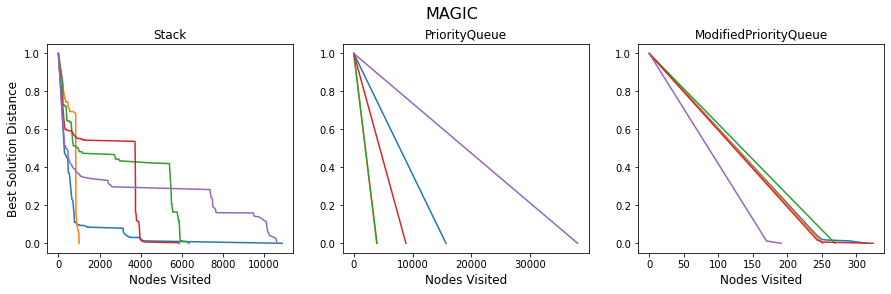 MAGIC
Stack
PriorityQueue
ModifiedPriorityQueue
Best Solution Distance
1.0
0.8
0.6
0.4
0.2
0.0
0 2000 4000 6000 8000 10000
Nodes Visited
1.0
0.8
0.6
0.4
0.2
0.0
0 10000 20000 30000
Nodes Visited
1.0
0.8
0.6
0.4
0.2
0.0
0 50 100 150 200 250 300
Nodes Visited